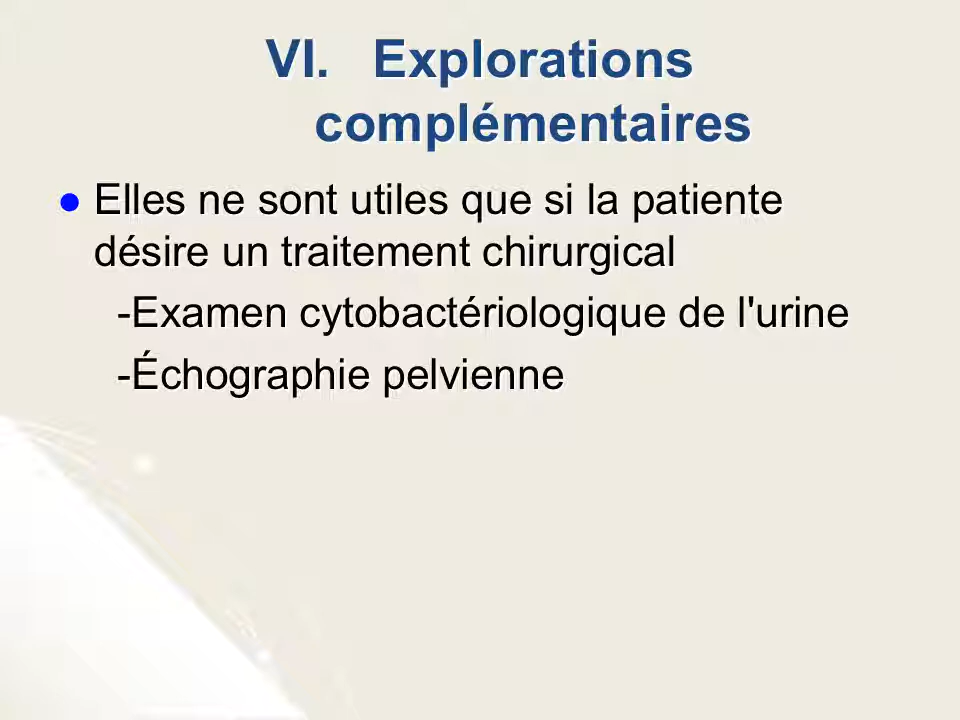 VI. Explorations
complémentaires
● Elles ne sont utiles que si la patiente
désire un traitement chirurgical
-Examen cytobactériologique de l'urine
-Échographie pelvienne